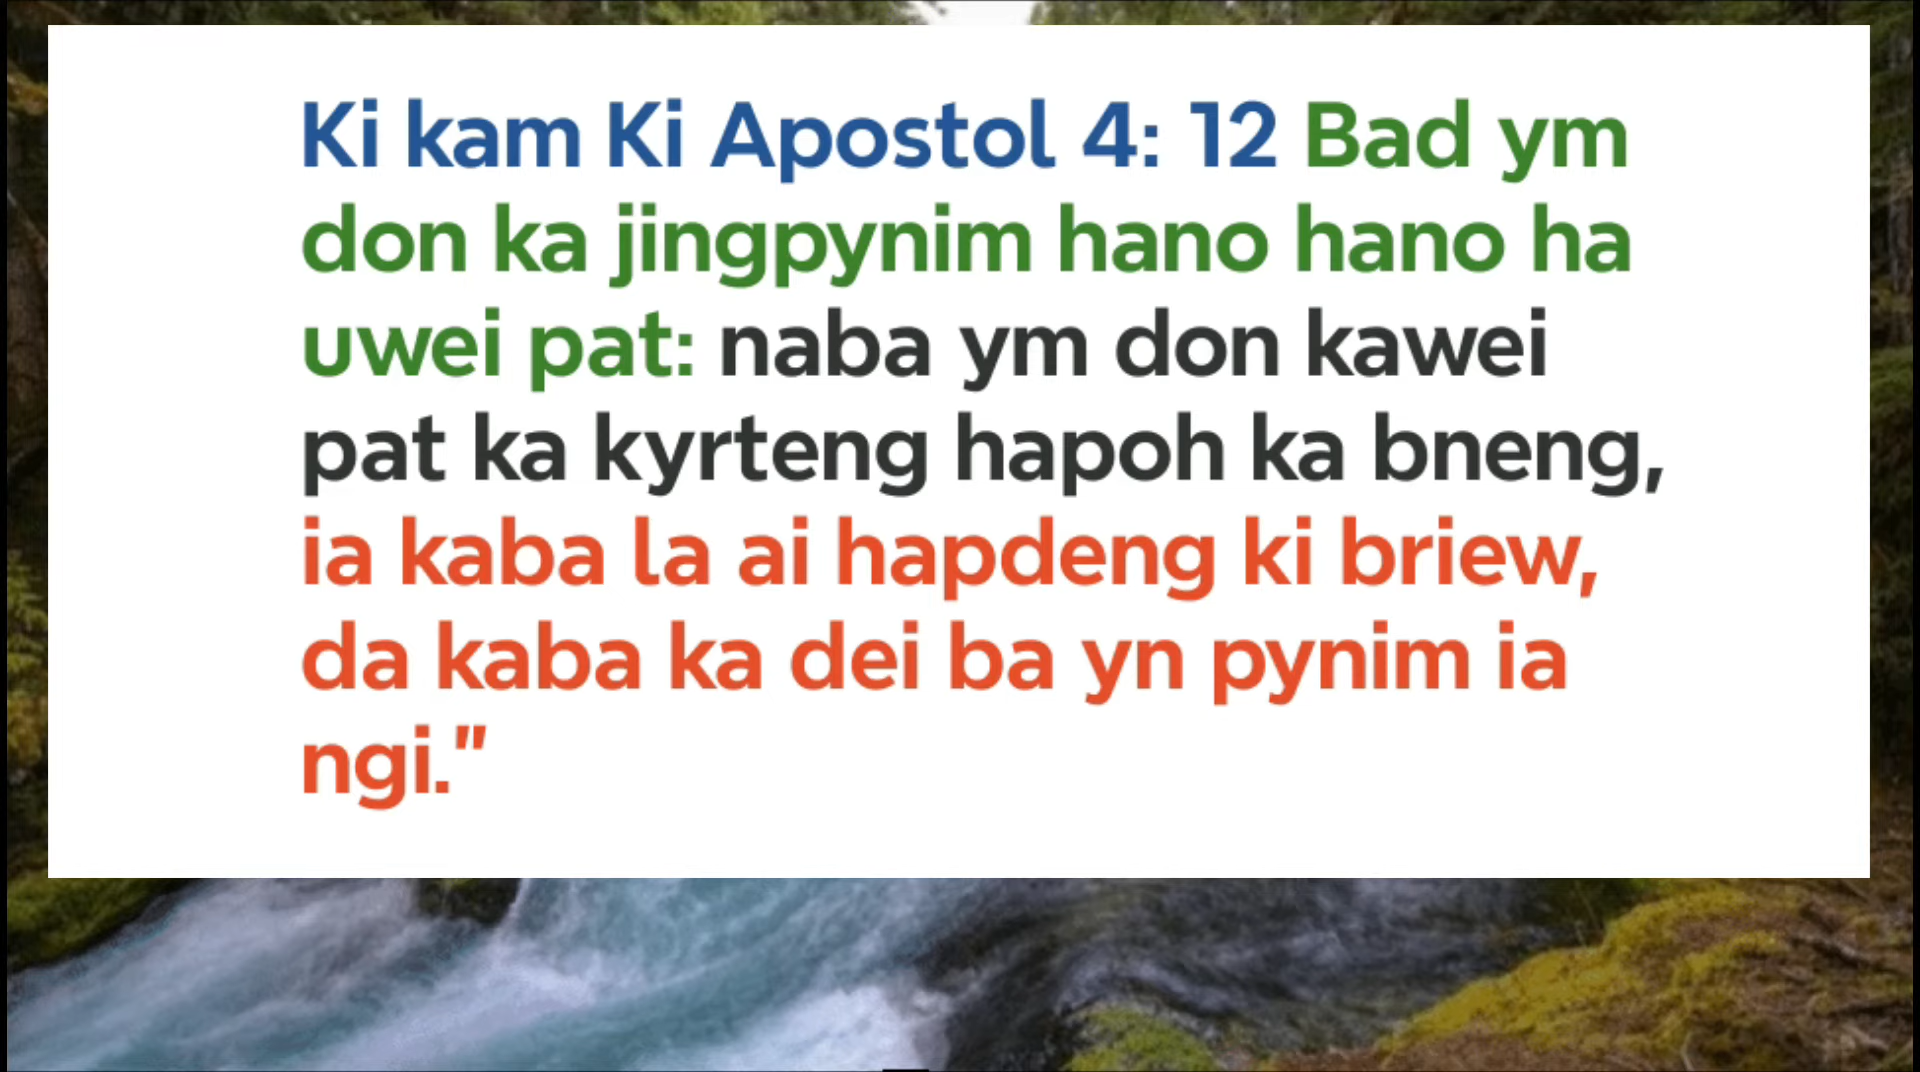 Ki kam Ki Apostol 4: 12 Bad ym
don ka jingpynim hano hano ha
uwei pat: naba ym don kawei
pat ka kyrteng hapoh ka bneng,
ia kaba la ai hapdeng ki briew,
da kaba ka dei ba yn pynim ia
ngi."